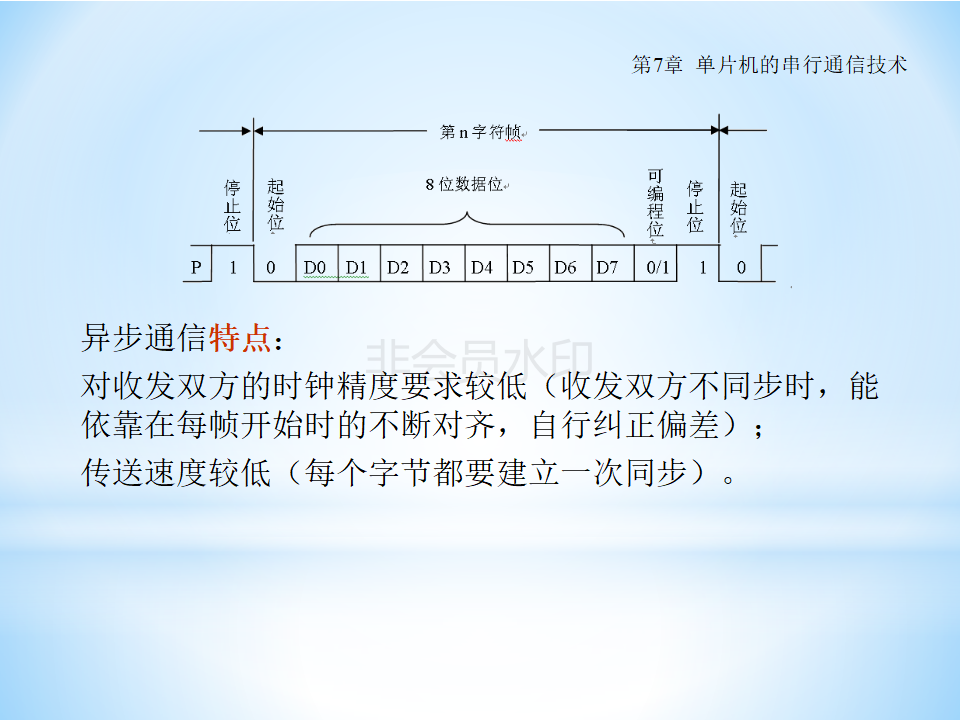 第7章 单片机的串行通信技术
第 n 字符帧
停止位
起始位
8 位数据位
可编程位
停止位
起始位
P 1 0 D0 D1 D2 D3 D4 D5 D6 D7 0/1 1 0
异步通信特点：
对收发双方的时钟精度要求较低（收发双方不同步时，能
依靠在每帧开始时的不断对齐，自行纠正偏差）；
传送速度较低（每个字节都要建立一次同步）。
非会员水印